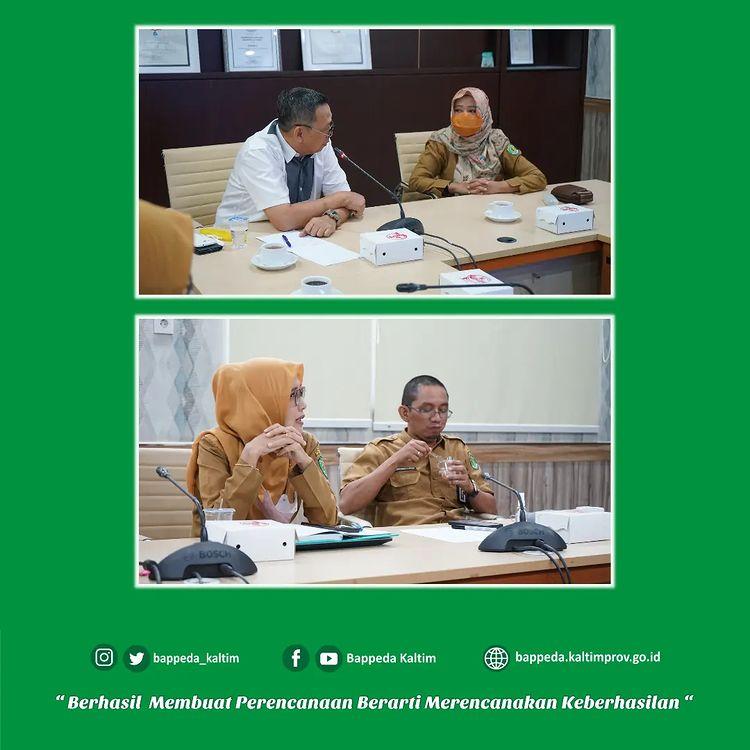 BOSCH
BOSCH
bappeda_kaltim
Bappeda Kaltim
bappeda.kaltimprov.go.id
“ Berhasil Membuat Perencanaan Berarti Merencanakan Keberhasilan “